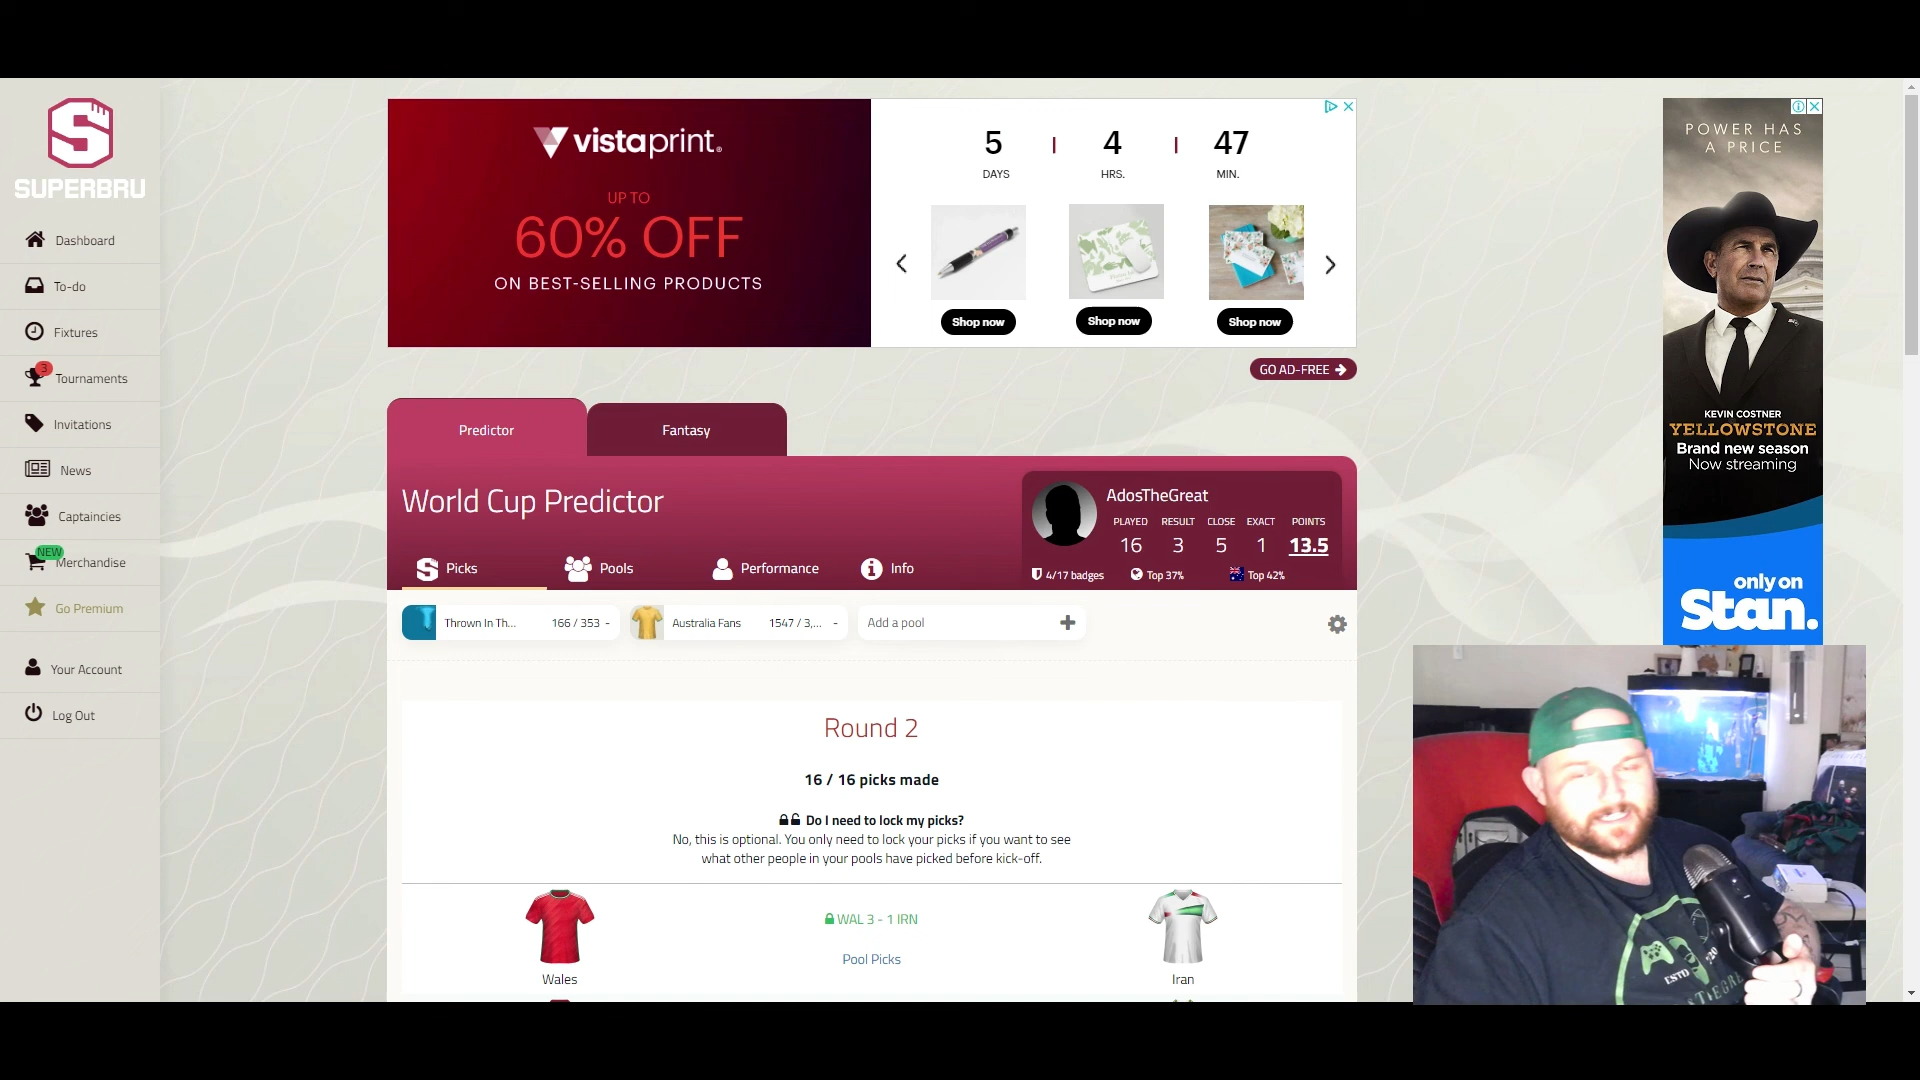 SUPERBRU
Dashboard
To-do
Fixtures
3
Tournaments
Invitations
News
Captaincies
NEW
Merchandise
Go Premium
Your Account
Log Out
vistaprint.
UP TO
60% OFF
ON BEST-SELLING PRODUCTS
5 | 4 | 47
DAYS HRS. MIN.
Shop now Shop now Shop now
GO AD-FREE
Predictor Fantasy
World Cup Predictor
AdosTheGreat
PLAYED RESULT CLOSE EXACT POINTS
16 3 5 1 13.5
4/17 badges Top 37% Top 42%
Picks Pools Performance Info
Thrown In Th... 166 / 353 - Australia Fans 1547 / 3,... - Add a pool
Round 2
16 / 16 picks made
Do I need to lock my picks?
No, this is optional. You only need to lock your picks if you want to see
what other people in your pools have picked before kick-off.
WAL 3 - 1 IRN
Pool Picks
Wales Iran
POWER HAS
A PRICE
KEVIN COSTNER
YELLOWSTONE
Brand new season
Now streaming
only on
Stan.
ESTD